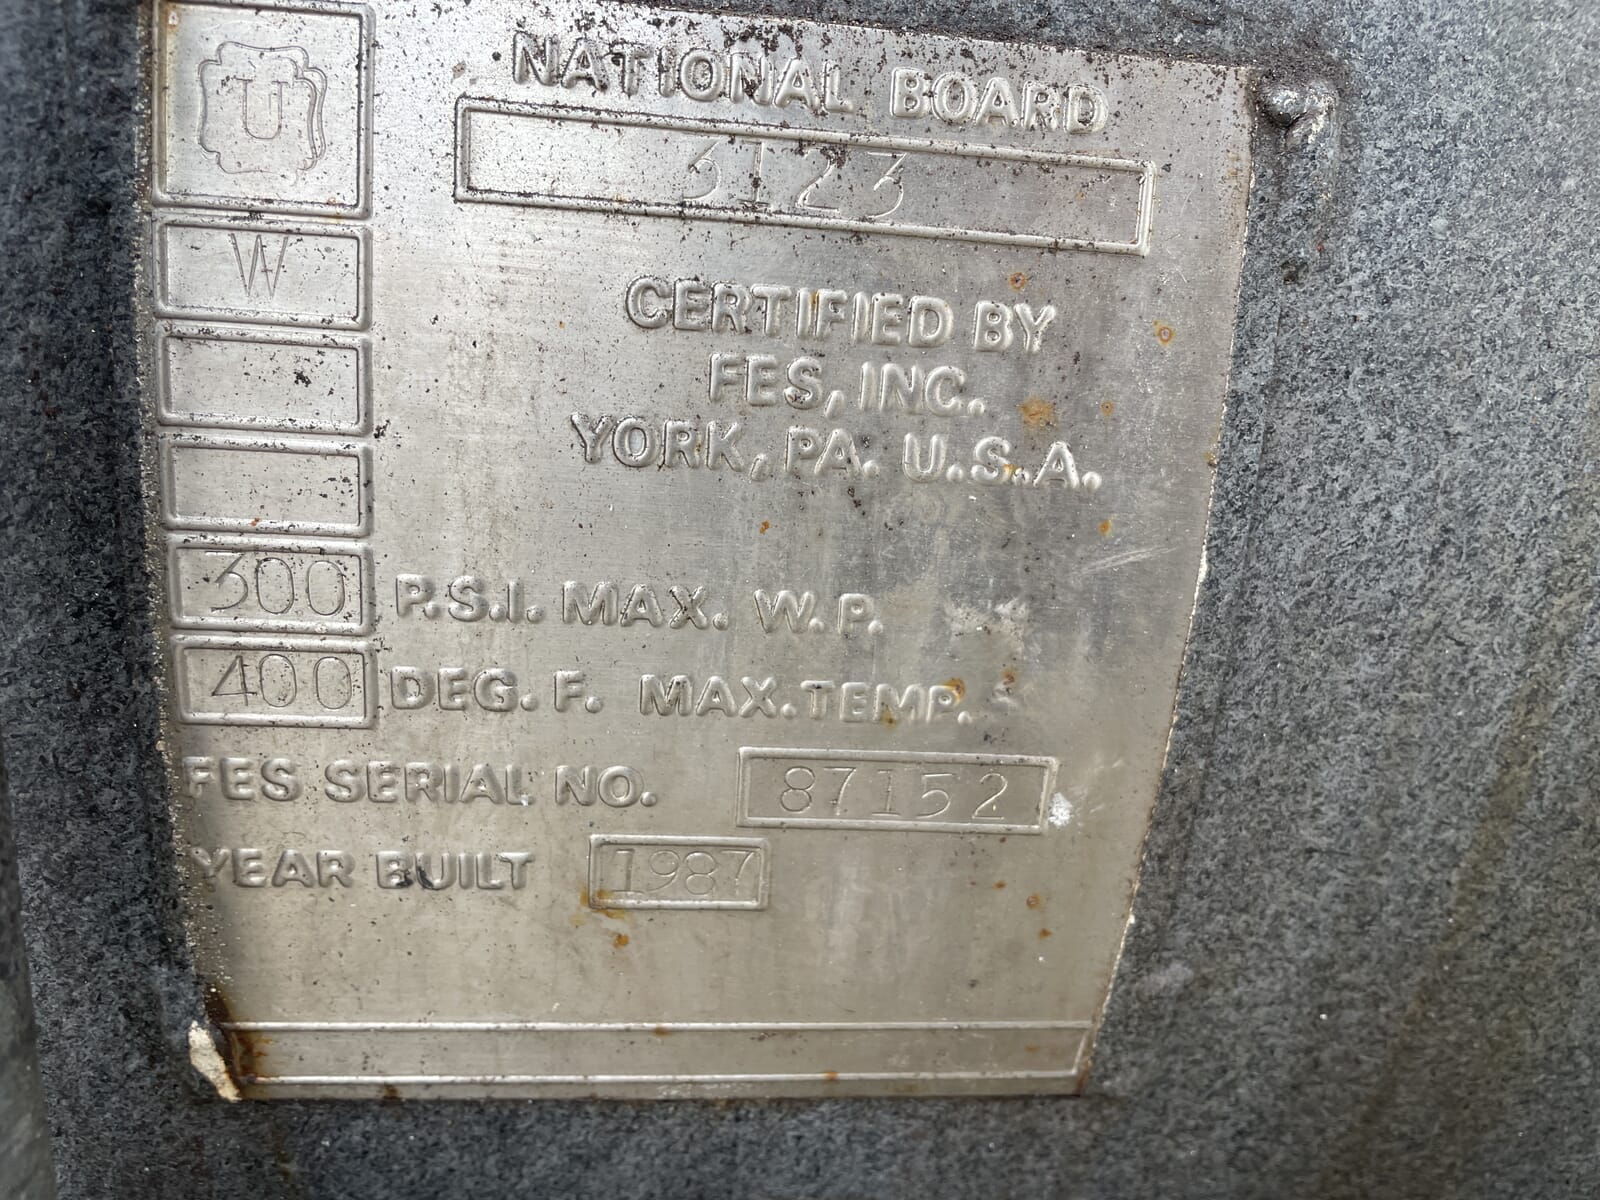 U
NATIONAL BOARD
3123
W
CERTIFIED BY
FES, INC.
YORK, PA. U.S.A.
300 P.S.I. MAX. W.P.
400 DEG. F. MAX. TEMP.
FES SERIAL NO. 87152
YEAR BUILT 1987